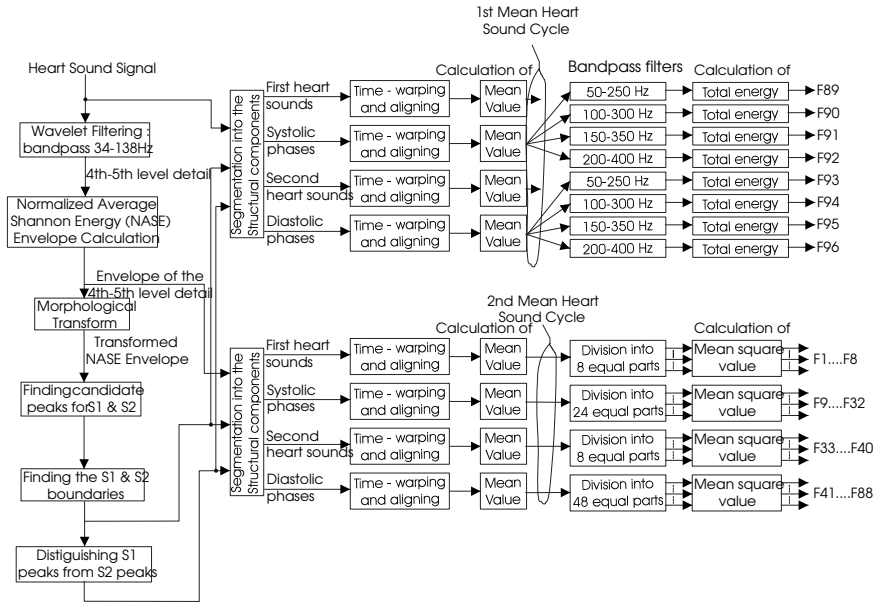 Heart Sound Signal
Wavelet Filtering :
bandpass 34-138Hz
4th-5th level detail
Normalized Average
Shannon Energy (NASE)
Envelope Calculation
Envelope of the
4th-5th level detail
Morphological
Transform
Transformed
NASE Envelope
Findingcandidate
peaks forS1 & S2
Finding the S1 & S2
boundaries
Distiguishing S1
peaks from S2 peaks
Segmentation into the
Structural components
First heart
sounds
Systolic
phases
Second
heart sounds
Diastolic
phases
Time - warping
and aligning
Time - warping
and aligning
Time - warping
and aligning
Time - warping
and aligning
Calculation of
Mean
Value
Mean
Value
Mean
Value
Mean
Value
1st Mean Heart
Sound Cycle
Bandpass filters
50-250 Hz
100-300 Hz
150-350 Hz
200-400 Hz
50-250 Hz
100-300 Hz
150-350 Hz
200-400 Hz
Calculation of
Total energy
Total energy
Total energy
Total energy
Total energy
Total energy
Total energy
Total energy
F89
F90
F91
F92
F93
F94
F95
F96
Segmentation into the
Structural components
First heart
sounds
Systolic
phases
Second
heart sounds
Diastolic
phases
Time - warping
and aligning
Time - warping
and aligning
Time - warping
and aligning
Time - warping
and aligning
Calculation of
Mean
Value
Mean
Value
Mean
Value
Mean
Value
2nd Mean Heart
Sound Cycle
Division into
8 equal parts
Division into
24 equal parts
Division into
8 equal parts
Division into
48 equal parts
Calculation of
Mean square
value
Mean square
value
Mean square
value
Mean square
value
F1....F8
F9....F32
F33....F40
F41....F88